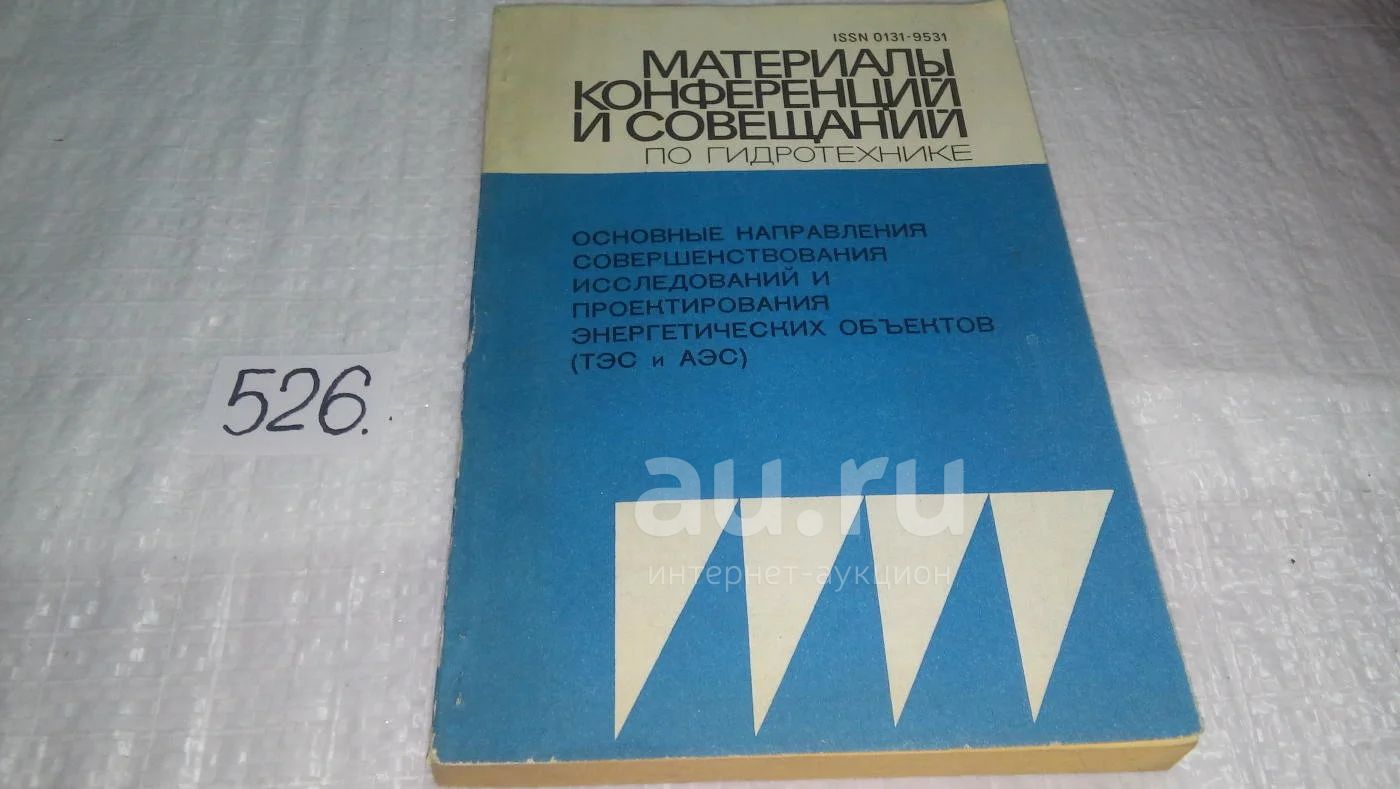 ISSN 0131-9531
МАТЕРИАЛЫ
КОНФЕРЕНЦИЙ
И СОВЕЩАНИЙ
ПО ГИДРОТЕХНИКЕ
ОСНОВНЫЕ НАПРАВЛЕНИЯ
СОВЕРШЕНСТВОВАНИЯ
ИССЛЕДОВАНИЙ И
ПРОЕКТИРОВАНИЯ
ЭНЕРГЕТИЧЕСКИХ ОБЪЕКТОВ
(ТЭС и АЭС)
526.
au.ru
интернет-аукцион